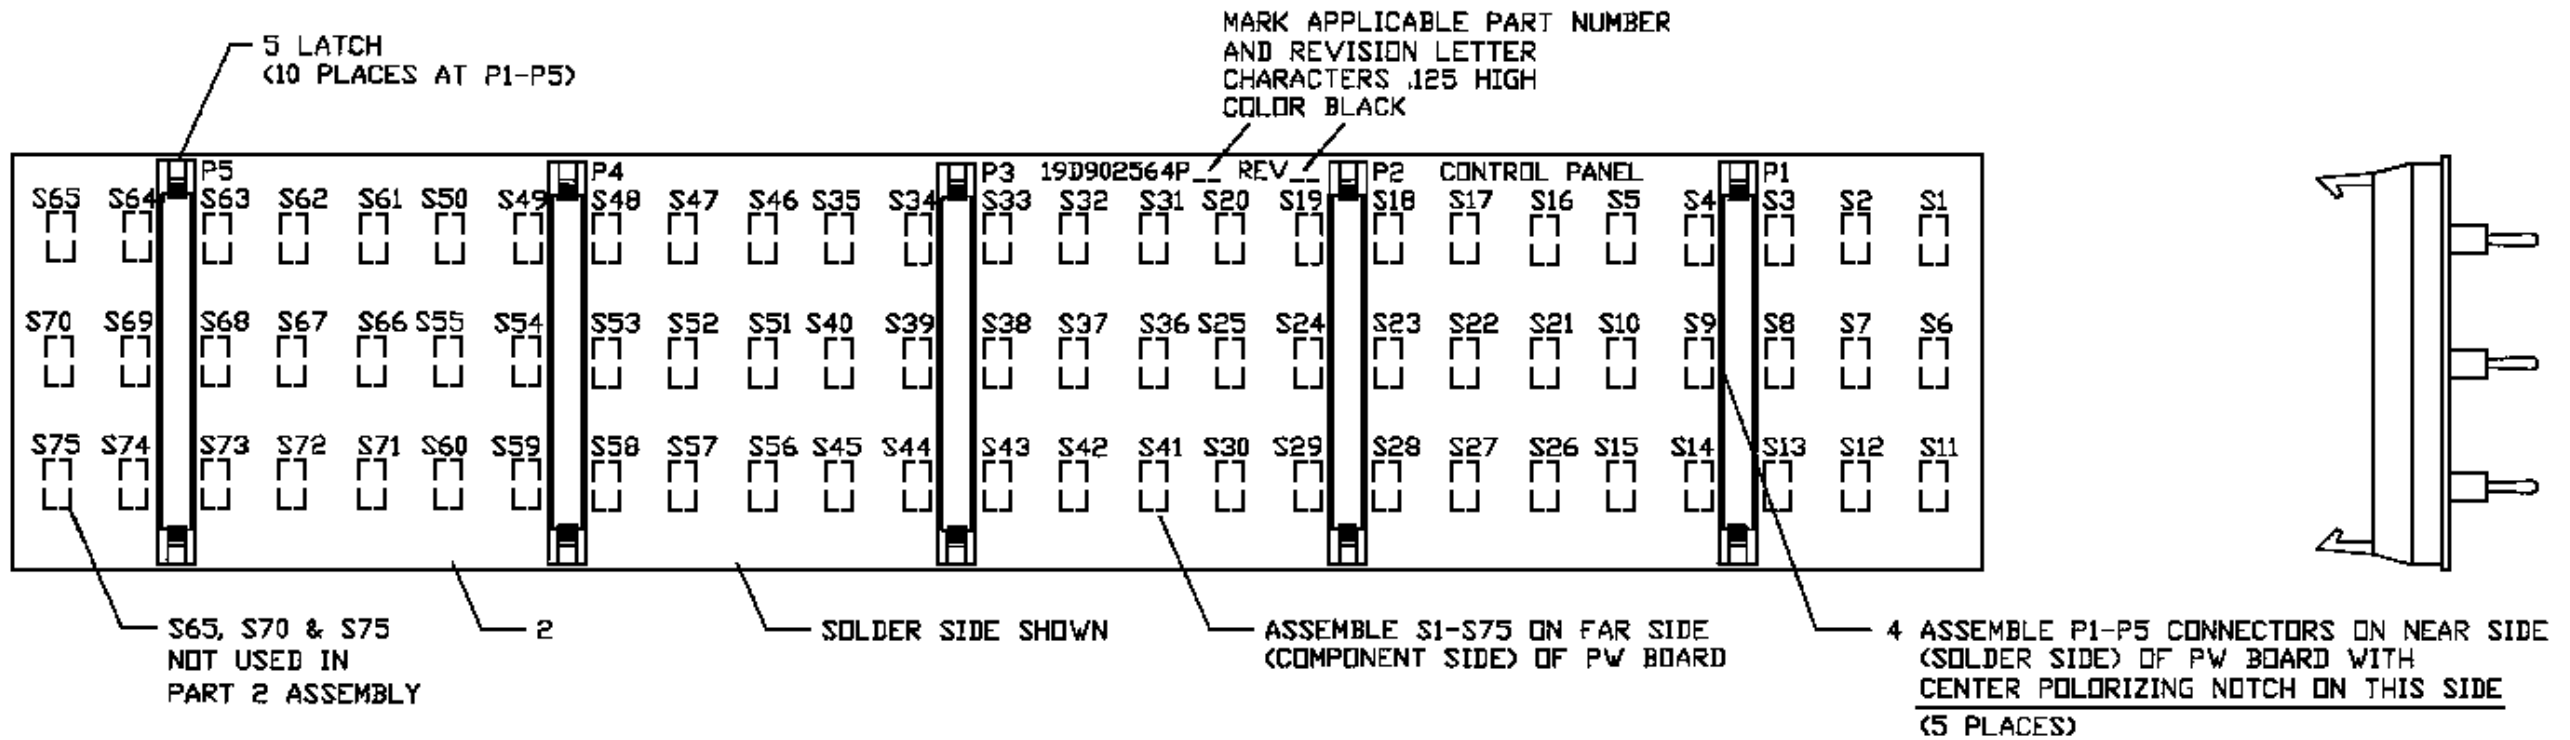 MARK APPLICABLE PART NUMBER
AND REVISION LETTER
CHARACTERS .125 HIGH
COLOR BLACK
5 LATCH
(10 PLACES AT P1-P5)
P5 P4 P3 19D902564P__ REV__ P2 CONTROL PANEL P1
S65 S64 S63 S62 S61 S50 S49 S48 S47 S46 S35 S34 S33 S32 S31 S20 S19 S18 S17 S16 S5 S4 S3 S2 S1
S70 S69 S68 S67 S66 S55 S54 S53 S52 S51 S40 S39 S38 S37 S36 S25 S24 S23 S22 S21 S10 S9 S8 S7 S6
S75 S74 S73 S72 S71 S60 S59 S58 S57 S56 S45 S44 S43 S42 S41 S30 S29 S28 S27 S26 S15 S14 S13 S12 S11
S65, S70 & S75
NOT USED IN
PART 2 ASSEMBLY
2
SOLDER SIDE SHOWN
ASSEMBLE S1-S75 ON FAR SIDE
(COMPONENT SIDE) OF PW BOARD
4 ASSEMBLE P1-P5 CONNECTORS ON NEAR SIDE
(SOLDER SIDE) OF PW BOARD WITH
CENTER POLORIZING NOTCH ON THIS SIDE
(5 PLACES)